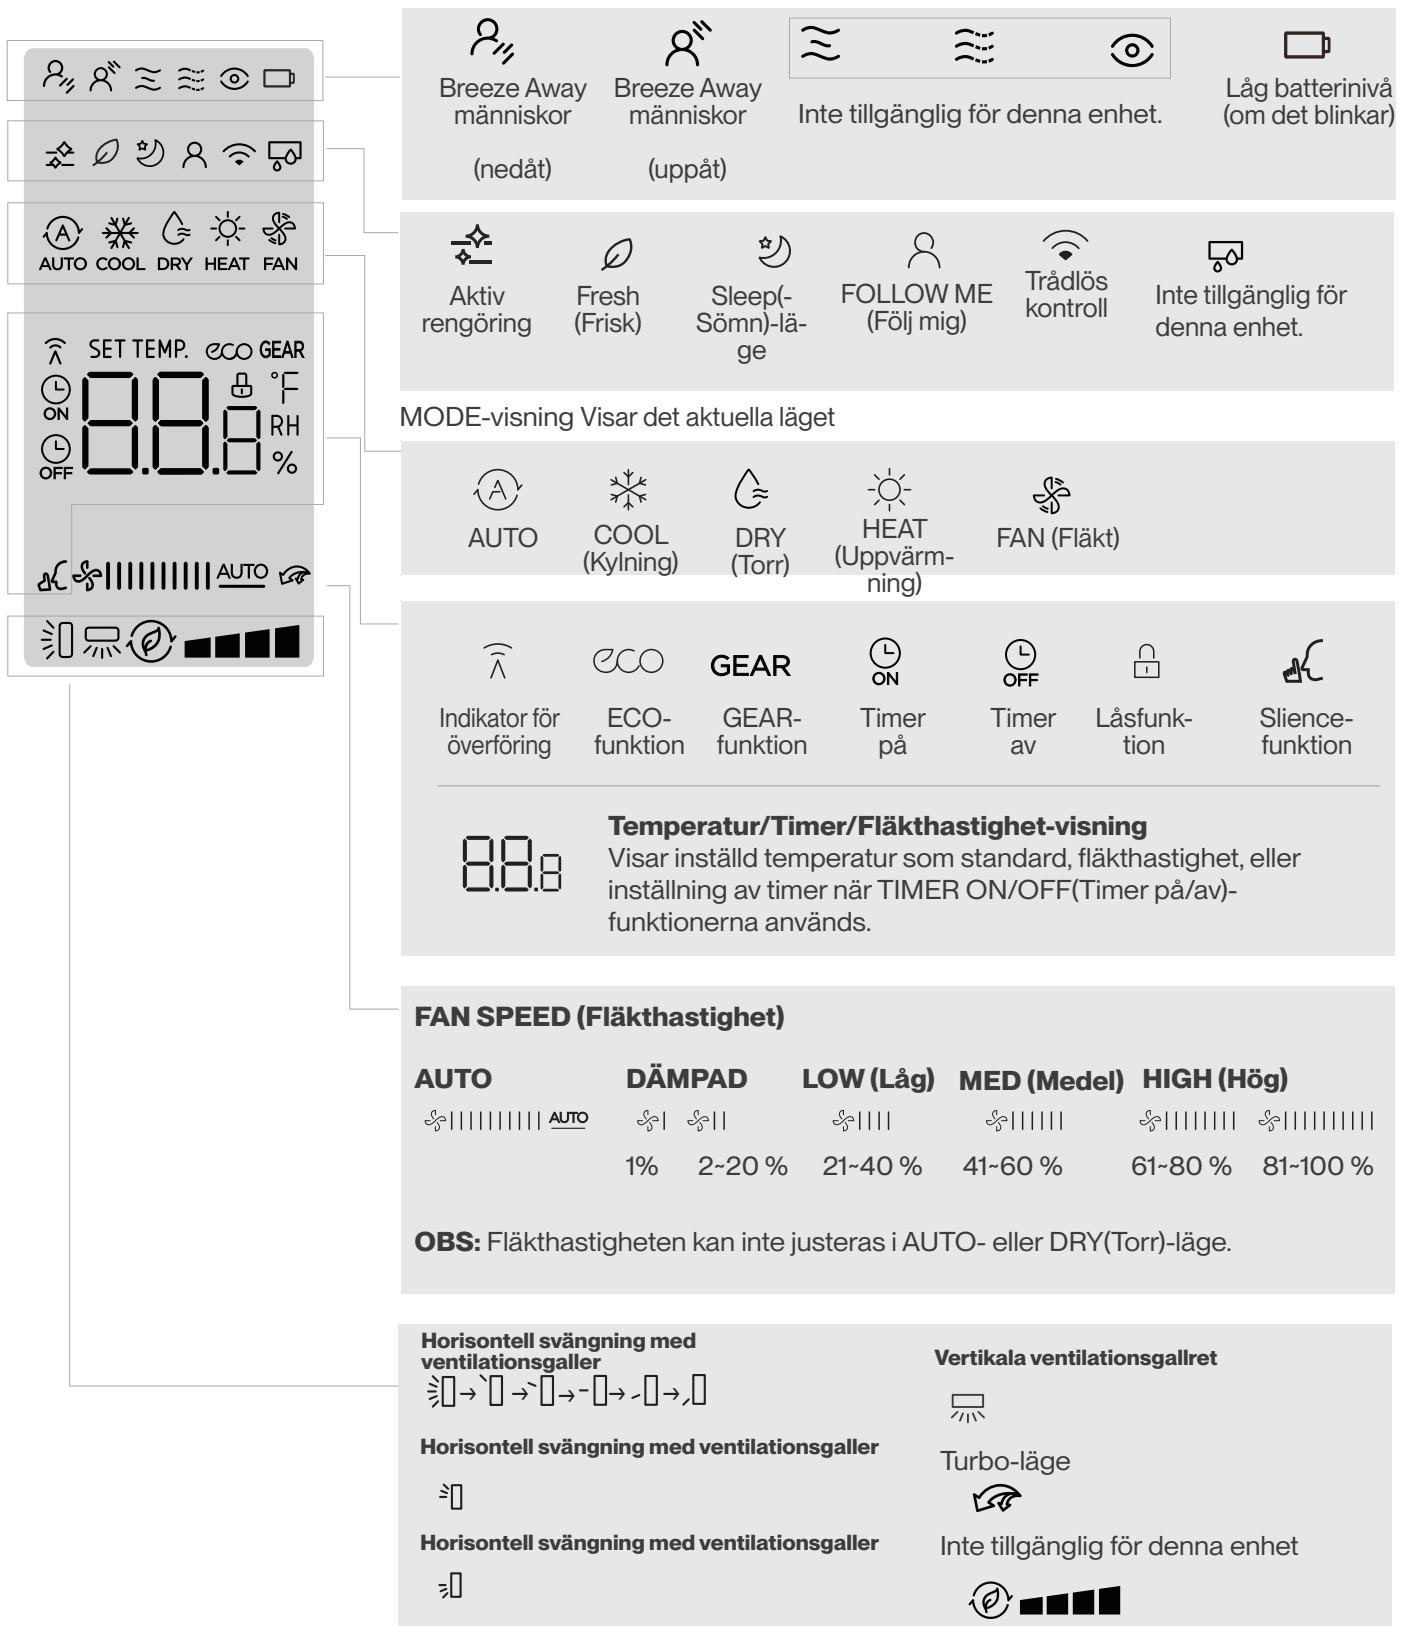 AUTO COOL DRY HEAT FAN
SET TEMP. eco GEAR
ON
°F
RH
OFF
%
AUTO
Breeze Away
människor
(nedåt)
Breeze Away
människor
(uppåt)
Inte tillgänglig för denna enhet.
Låg batterinivå
(om det blinkar)
Aktiv
rengöring
Fresh
(Frisk)
Sleep(-
Sömn)-lä-
ge
FOLLOW ME
(Följ mig)
Trådlös
kontroll
Inte tillgänglig för
denna enhet.
MODE-visning Visar det aktuella läget
AUTO
COOL
(Kylning)
DRY
(Torr)
HEAT
(Uppvärm-
ning)
FAN (Fläkt)
eco
GEAR
ON
OFF
Indikator för
överföring
ECO-
funktion
GEAR-
funktion
Timer
på
Timer
av
Låsfunk-
tion
Slience-
funktion
88.8
Temperatur/Timer/Fläkthastighet-visning
Visar inställd temperatur som standard, fläkthastighet, eller
inställning av timer när TIMER ON/OFF(Timer på/av)-
funktionerna används.
FAN SPEED (Fläkthastighet)
AUTO DÄMPAD LOW (Låg) MED (Medel) HIGH (Hög)
AUTO
1% 2~20 % 21~40 % 41~60 % 61~80 % 81~100 %
OBS: Fläkthastigheten kan inte justeras i AUTO- eller DRY(Torr)-läge.
Horisontell svängning med
ventilationsgaller
Horisontell svängning med ventilationsgaller
Horisontell svängning med ventilationsgaller
Vertikala ventilationsgallret
Turbo-läge
Inte tillgänglig för denna enhet